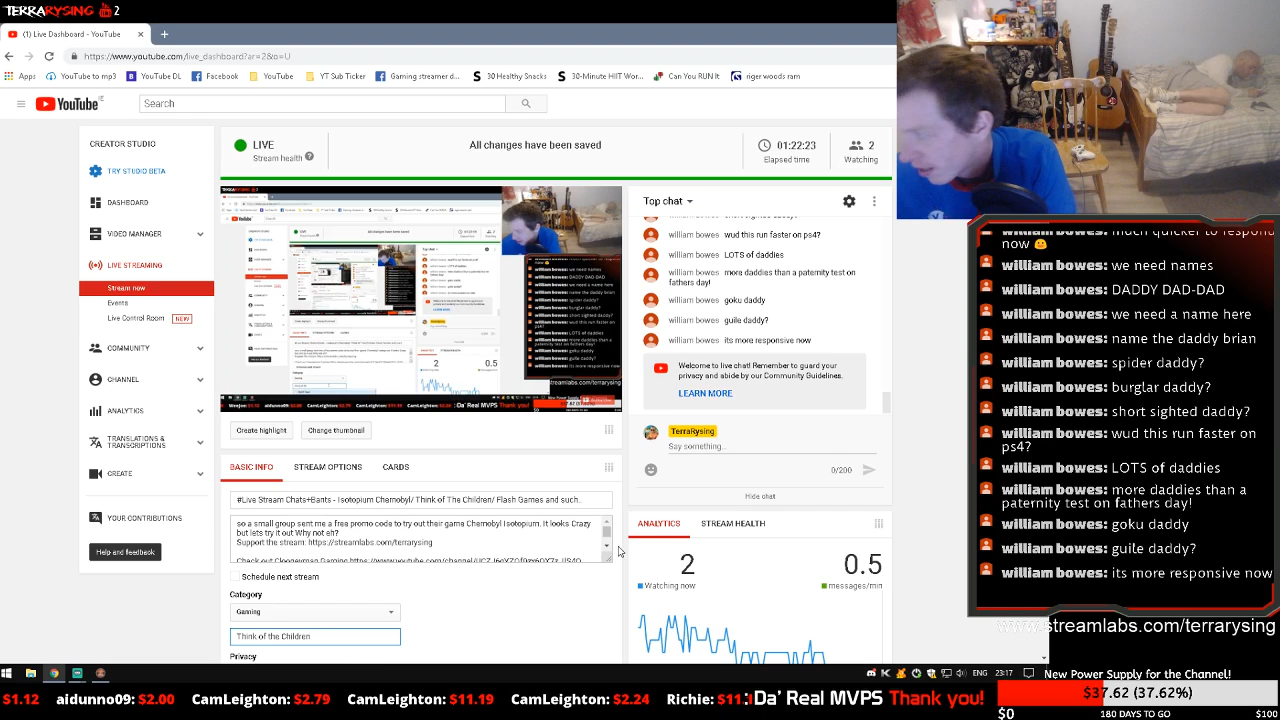 TERRARYSING 2
(1) Live Dashboard - YouTube
https://www.youtube.com/live_dashboard?ar=2&o=U
Apps YouTube to mp3 YouTube DL Facebook YouTube YT Sub Ticker Gaming streamer d... 30 Healthy Snacks 30-Minute HIIT Wor... Can You RUN It riger woods ram
YouTube
Search
CREATOR STUDIO
TRY STUDIO BETA
DASHBOARD
VIDEO MANAGER
LIVE STREAMING
Stream now
Events
Live Control Room NEW
COMMUNITY
CHANNEL
ANALYTICS
TRANSLATIONS &
TRANSCRIPTIONS
CREATE
YOUR CONTRIBUTIONS
Help and feedback
LIVE
Stream health
All changes have been saved
01:22:23
Elapsed time
2
Watching
Create highlight Change thumbnail
BASIC INFO STREAM OPTIONS CARDS
#Live Stream Chats+Bants - Isotopium Chernobyl/ Think of The Children/ Flash Games and such..
so a small group sent me a free promo code to try out their game Chernobyl Isotopium. It looks Crazy
but lets try it out Why not eh?
Support the stream: https://streamlabs.com/terrarysing
Schedule next stream
Category
Gaming
Think of the Children
Privacy
Top chat
william bowes wud this run faster on ps4?
william bowes LOTS of daddies
william bowes more daddies than a paternity test on
fathers day!
william bowes goku daddy
william bowes guile daddy?
william bowes its more responsive now
Welcome to live chat! Remember to guard your
privacy and abide by our Community Guidelines.
LEARN MORE
TerraRysing
Say something...
0/200
Hide chat
ANALYTICS STREAM HEALTH
2
Watching now
0.5
messages/min
william bowes: much quicker to respond
now
william bowes: we need names
william bowes: DADDY DAD-DAD
william bowes: we need a name here
william bowes: name the daddy brian
william bowes: spider daddy?
william bowes: burglar daddy?
william bowes: short sighted daddy?
william bowes: wud this run faster on
ps4?
william bowes: LOTS of daddies
william bowes: more daddies than a
paternity test on fathers day!
william bowes: goku daddy
william bowes: guile daddy?
william bowes: its more responsive now
www.streamlabs.com/terrarysing
ENG 23:17
New Power Supply for the Channel!
$37.62 (37.62%)
$0 180 DAYS TO GO $100
$1.12 aidunno09: $2.00 CamLeighton: $2.79 CamLeighton: $11.19 CamLeighton: $2.24 Richie: $11. Da' Real MVPS Thank you!